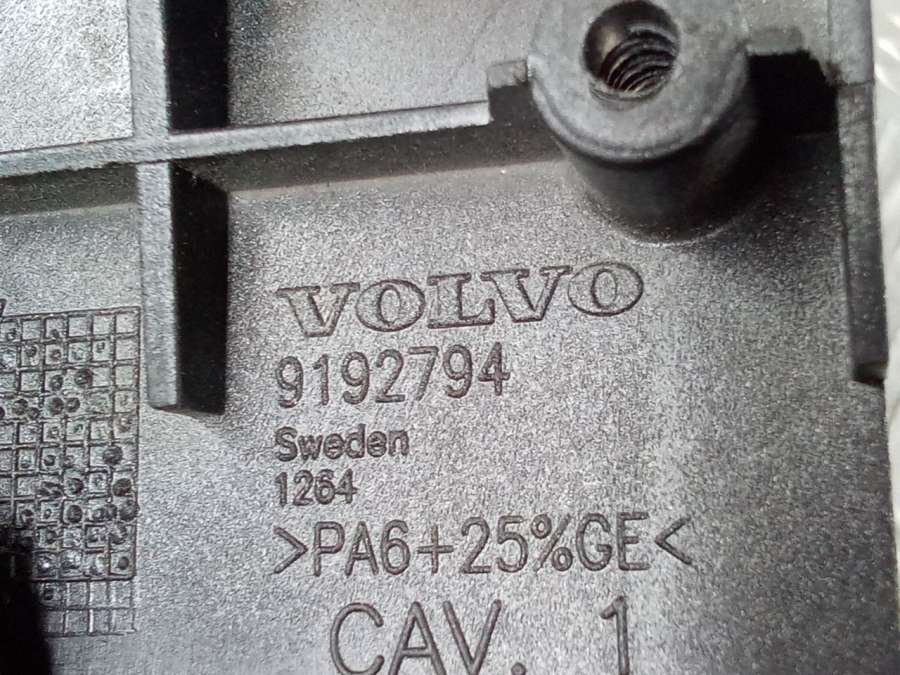 VOLVO
9192794
Sweden
1264
>PA6+25%GE<
CAV. 1